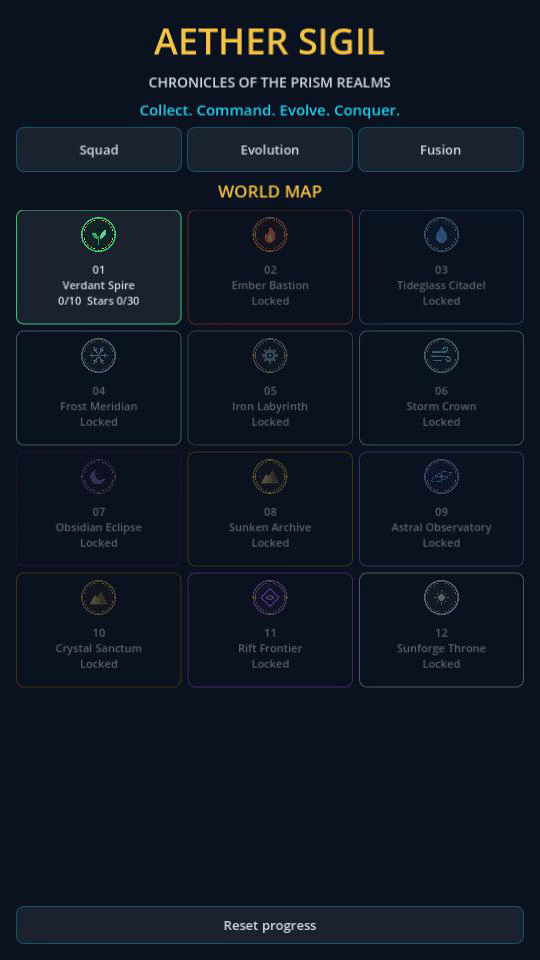 AETHER SIGIL
CHRONICLES OF THE PRISM REALMS
Collect. Command. Evolve. Conquer.
Squad
Evolution
Fusion
WORLD MAP
01
Verdant Spire
0/10 Stars 0/30
02
Ember Bastion
Locked
03
Tideglass Citadel
Locked
04
Frost Meridian
Locked
05
Iron Labyrinth
Locked
06
Storm Crown
Locked
07
Obsidian Eclipse
Locked
08
Sunken Archive
Locked
09
Astral Observatory
Locked
10
Crystal Sanctum
Locked
11
Rift Frontier
Locked
12
Sunforge Throne
Locked
Reset progress